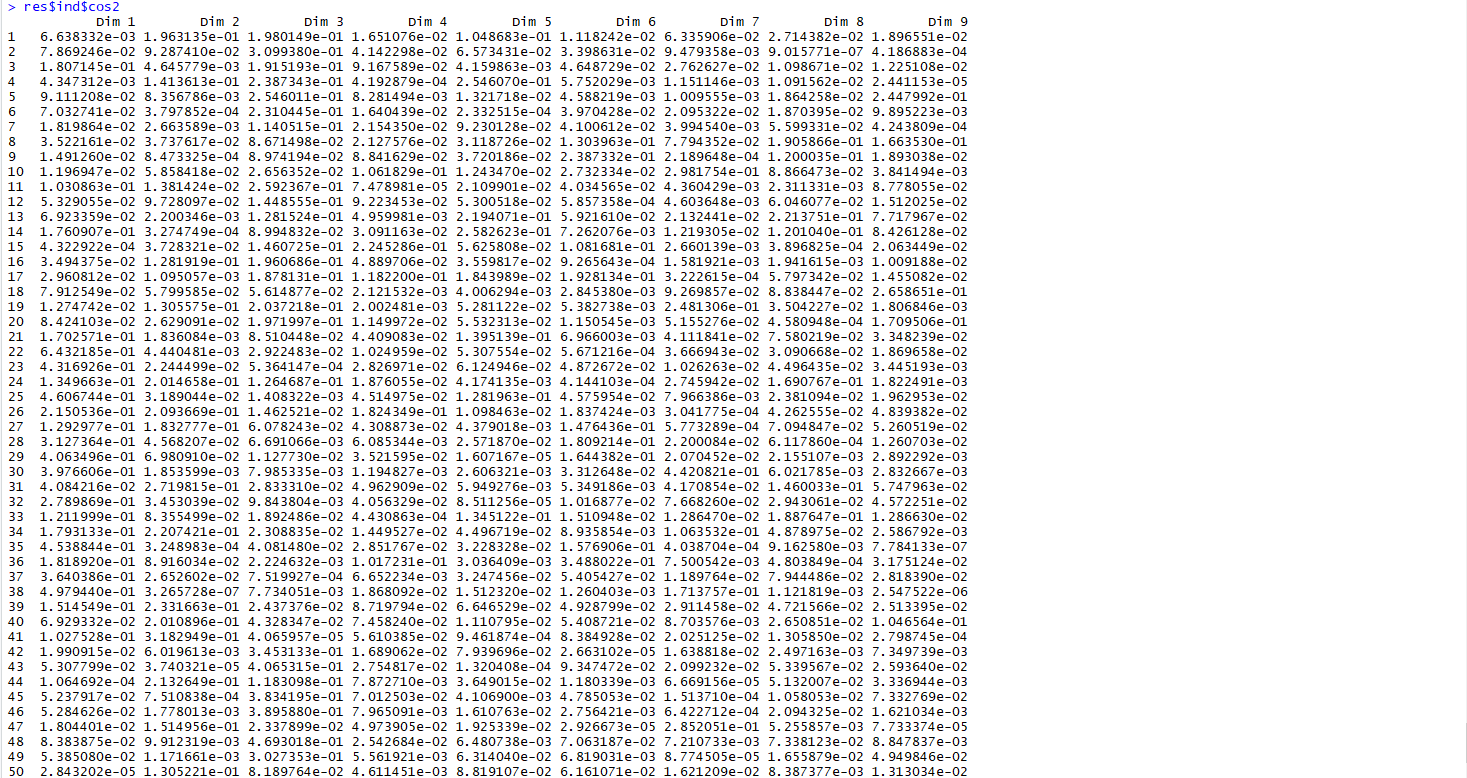 > res$ind$cos2
Dim 1 Dim 2 Dim 3 Dim 4 Dim 5 Dim 6 Dim 7 Dim 8 Dim 9
1 6.638332e-03 1.963135e-01 1.980149e-01 1.651076e-02 1.048683e-01 1.118242e-02 6.335906e-02 2.714382e-02 1.896551e-02
2 7.869246e-02 9.287410e-02 3.099380e-01 4.142298e-02 6.573431e-02 3.398631e-02 9.479358e-03 9.015771e-07 4.186883e-04
3 1.807145e-01 4.645779e-03 1.915193e-01 9.167589e-02 4.159863e-03 4.648729e-02 2.762627e-02 1.098671e-02 1.225108e-02
4 4.347312e-03 1.413613e-01 2.387343e-01 4.192879e-04 2.546070e-01 5.752029e-03 1.151146e-03 1.091562e-02 2.441153e-05
5 9.111208e-02 8.356786e-03 2.546011e-01 8.281494e-03 1.321718e-02 4.588219e-03 1.009555e-03 1.864258e-02 2.447992e-01
6 7.032741e-02 3.797852e-04 2.310445e-01 1.640439e-02 2.332515e-04 3.970428e-02 2.095322e-02 1.870395e-02 9.895223e-03
7 1.819864e-02 2.663589e-03 1.140515e-01 2.154350e-02 9.230128e-02 4.100612e-02 3.994540e-03 5.599331e-02 4.243809e-04
8 3.522161e-02 3.737617e-02 8.671498e-02 2.127576e-02 3.118726e-02 1.303963e-01 7.794352e-02 1.905866e-01 1.663530e-01
9 1.491260e-02 8.473325e-04 8.974194e-02 8.841629e-02 3.720186e-02 2.387332e-01 2.189648e-04 1.200035e-01 1.893038e-02
10 1.196947e-02 5.858418e-02 2.656352e-02 1.061829e-01 1.243470e-02 2.732334e-02 2.981754e-01 8.866473e-02 3.841494e-03
11 1.030863e-01 1.381424e-02 2.592367e-01 7.478981e-05 2.109901e-02 4.034565e-02 4.360429e-03 2.311331e-03 8.778055e-02
12 5.329055e-02 9.728097e-02 1.448555e-01 9.223453e-02 5.300518e-02 5.857358e-04 4.603648e-03 6.046077e-02 1.512025e-02
13 6.923359e-02 2.200346e-03 1.281524e-01 4.959981e-03 2.194071e-01 5.921610e-02 2.132441e-02 2.213751e-01 7.717967e-02
14 1.760907e-01 3.274749e-04 8.994832e-02 3.091163e-02 2.582623e-01 7.262076e-03 1.219305e-02 1.201040e-01 8.426128e-02
15 4.322922e-04 3.728321e-02 1.460725e-01 2.245286e-01 5.625808e-02 1.081681e-01 2.660139e-03 3.896825e-04 2.063449e-02
16 3.494375e-02 1.281919e-01 1.960686e-01 4.889706e-02 3.559817e-02 9.265643e-04 1.581921e-03 1.941615e-03 1.009188e-02
17 2.960812e-02 1.095057e-03 1.878131e-01 1.182200e-01 1.843989e-02 1.928134e-01 3.222615e-04 5.797342e-02 1.455082e-02
18 7.912549e-02 5.799585e-02 5.614877e-02 2.121532e-03 4.006294e-03 2.845380e-03 9.269857e-02 8.838447e-02 2.658651e-01
19 1.274742e-02 1.305575e-01 2.037218e-01 2.002481e-03 5.281122e-02 5.382738e-04 2.481306e-01 3.504227e-02 1.806846e-03
20 8.424103e-02 2.629091e-02 1.971997e-01 1.149972e-02 5.532313e-02 1.150545e-03 5.155276e-02 4.580948e-04 1.709506e-01
21 1.702571e-01 1.836084e-03 8.510448e-02 4.409083e-02 1.395139e-01 6.966003e-03 4.111841e-02 7.580219e-02 3.348239e-02
22 6.432185e-01 4.440481e-03 2.922483e-02 1.024959e-02 5.307554e-02 5.671216e-04 3.666943e-02 3.090668e-02 1.869658e-02
23 4.316926e-01 2.244499e-02 5.364147e-04 2.826971e-02 6.124946e-02 4.872672e-02 1.026263e-02 4.496435e-02 3.445193e-03
24 1.349663e-01 2.014658e-01 1.264687e-01 1.876055e-02 4.174135e-03 4.144103e-04 2.745942e-02 1.690767e-01 1.822491e-03
25 4.606744e-01 3.189044e-02 1.408322e-03 4.514975e-02 1.281963e-01 4.575954e-02 7.966386e-03 2.381094e-02 1.962953e-02
26 2.150536e-01 2.093669e-01 1.462521e-02 1.824349e-01 1.098463e-02 1.837424e-03 3.041775e-04 4.262555e-02 4.839382e-02
27 1.292977e-01 1.832777e-01 6.078243e-02 4.308873e-02 4.379018e-03 1.476436e-01 5.773289e-04 7.094847e-02 5.260519e-02
28 3.127364e-01 4.568207e-02 6.691066e-03 6.085344e-03 2.571870e-02 1.809214e-01 2.200084e-02 6.117860e-04 1.260703e-02
29 4.063496e-01 6.980910e-02 1.127730e-02 3.521595e-02 1.607167e-05 1.644382e-01 2.070452e-02 2.155107e-03 2.892292e-03
30 3.976606e-01 1.853599e-03 7.985335e-03 1.194827e-03 2.606321e-03 3.312648e-02 4.420821e-01 6.021785e-03 2.832667e-03
31 4.084216e-02 2.719815e-01 2.833310e-02 4.962909e-02 5.949276e-03 5.349186e-03 4.170854e-02 1.460033e-01 5.747963e-02
32 2.789869e-01 3.453039e-02 9.843804e-03 4.056329e-02 8.511256e-05 1.016877e-02 7.668260e-02 2.943061e-02 4.572251e-02
33 1.211999e-01 8.355499e-02 1.892486e-02 4.430863e-04 1.345122e-01 1.510948e-02 1.286470e-02 1.887647e-01 1.286630e-02
34 1.793133e-01 2.207421e-01 2.308835e-02 1.449527e-02 4.496719e-02 8.935854e-03 1.063532e-01 4.878975e-02 2.586792e-03
35 4.538844e-01 3.248983e-04 4.081480e-02 2.851767e-02 3.228328e-02 1.576906e-01 4.038704e-04 9.162580e-03 7.784133e-07
36 1.818920e-01 8.916034e-02 2.224632e-03 1.017231e-01 3.036409e-03 3.488022e-01 7.500542e-03 4.803849e-04 3.175124e-02
37 3.640386e-01 2.652602e-02 7.519927e-04 6.652234e-03 3.247456e-02 5.405427e-02 1.189764e-02 7.944486e-02 2.818390e-02
38 4.979440e-01 3.265728e-07 7.734051e-03 1.868092e-02 1.512320e-02 1.260403e-03 1.713757e-01 1.121819e-03 2.547522e-06
39 1.514549e-01 2.331663e-01 2.437376e-02 8.719794e-02 6.646529e-02 4.928799e-02 2.911458e-02 4.721566e-02 2.513395e-02
40 6.929332e-02 2.010896e-01 4.328347e-02 7.458240e-02 1.110795e-02 5.408721e-02 8.703576e-03 2.650851e-02 1.046564e-01
41 1.027528e-01 3.182949e-01 4.065957e-05 5.610385e-02 9.461874e-04 8.384928e-02 2.025125e-02 1.305850e-02 2.798745e-04
42 1.990915e-02 6.019613e-03 3.453133e-01 1.689062e-02 7.939696e-02 2.663102e-05 1.638818e-02 2.497163e-03 7.349739e-03
43 5.307799e-02 3.740321e-05 4.065315e-01 2.754817e-02 1.320408e-04 9.347472e-02 2.099232e-02 5.339567e-02 2.593640e-02
44 1.064692e-04 2.132649e-01 1.183098e-01 7.872710e-03 3.649015e-02 1.180339e-03 6.669156e-05 5.132007e-02 3.336944e-03
45 5.237917e-02 7.510838e-04 3.834195e-01 7.012503e-02 4.106900e-03 4.785053e-02 1.513710e-04 1.058053e-02 7.332769e-02
46 5.284626e-02 1.778013e-03 3.895880e-01 7.965091e-03 1.610763e-02 2.756421e-03 6.422712e-04 2.094325e-02 1.621034e-03
47 1.804401e-02 1.514956e-01 2.337899e-02 4.973905e-02 1.925339e-02 2.926673e-05 2.852051e-01 5.255857e-03 7.733374e-05
48 8.383875e-02 9.912319e-03 4.693018e-01 2.542684e-02 6.480738e-03 7.063187e-02 7.210733e-03 7.338123e-02 8.847837e-03
49 5.385080e-02 1.171661e-03 3.027353e-01 5.561921e-03 6.314040e-02 6.819031e-03 8.774505e-05 1.655879e-02 4.949846e-02
50 2.843202e-05 1.305221e-01 8.189764e-02 4.611451e-03 8.819107e-02 6.161071e-02 1.621209e-02 8.387377e-03 1.313034e-02